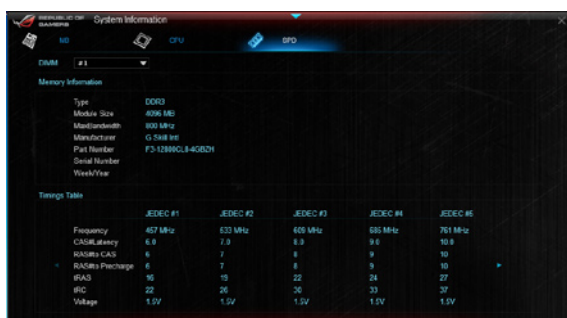 REPUBLIC OF GAMERS System Information
MB CPU SPD
DIMM #1
Memory Information
Type DDR3
Module Size 4096 MB
MaxBandwidth 800 MHz
Manufacturer G.Skill Intl
Part Number F3-12800CL8-4GBZH
Serial Number
Week/Year
Timings Table
JEDEC #1 JEDEC #2 JEDEC #3 JEDEC #4 JEDEC #5
Frequency 457 MHz 533 MHz 609 MHz 685 MHz 761 MHz
CAS#Latency 6.0 7.0 8.0 9.0 10.0
RAS#to CAS 6 7 8 9 10
RAS#to Precharge 6 7 8 9 10
tRAS 16 19 22 24 27
tRC 22 26 30 33 37
Voltage 1.5V 1.5V 1.5V 1.5V 1.5V